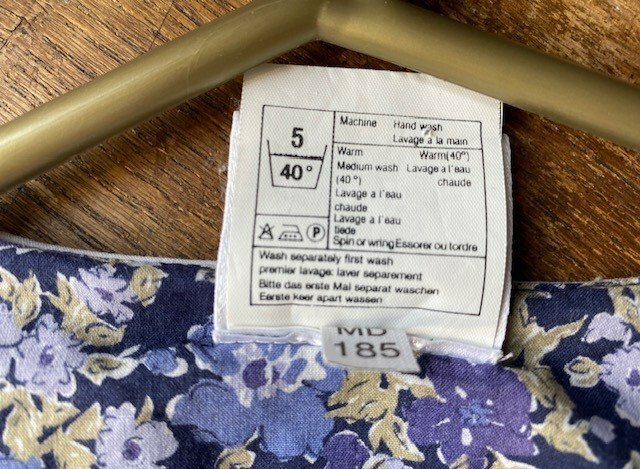 5
40°
P
Machine Hand wash
Lavage à la main
Warm Warm(40°)
Medium wash Lavage a l'eau
(40°) chaude
Lavage a l'eau
chaude
Lavage a l'eau
tiede
Spin or wring Essorer ou tordre
Wash separately first wash
premier lavage: laver separement
Bitte das erste Mal separat waschen
Eerste keer apart wassen
MD
185